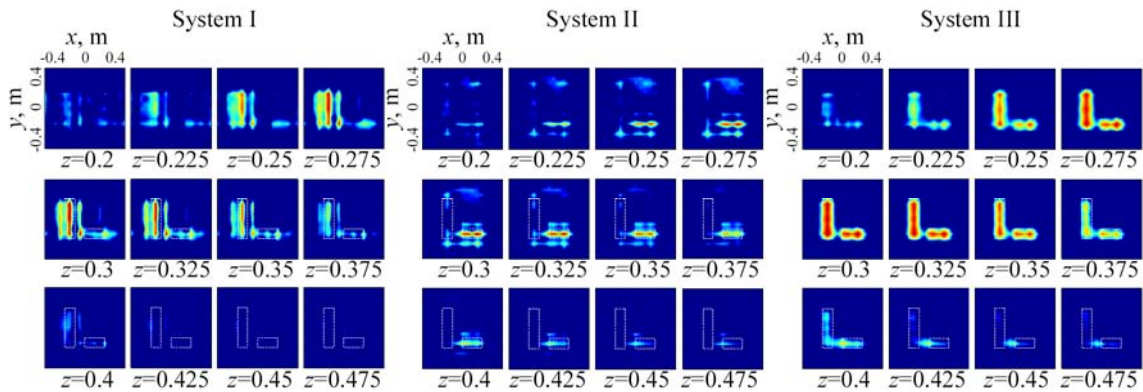 System I System II System III
x, m x, m x, m
-0.4 0 0.4 -0.4 0 0.4 -0.4 0 0.4
y, m y, m y, m
0.4 0 -0.4 0.4 0 -0.4 0.4 0 -0.4
z=0.2 z=0.225 z=0.25 z=0.275 z=0.2 z=0.225 z=0.25 z=0.275 z=0.2 z=0.225 z=0.25 z=0.275
z=0.3 z=0.325 z=0.35 z=0.375 z=0.3 z=0.325 z=0.35 z=0.375 z=0.3 z=0.325 z=0.35 z=0.375
z=0.4 z=0.425 z=0.45 z=0.475 z=0.4 z=0.425 z=0.45 z=0.475 z=0.4 z=0.425 z=0.45 z=0.475